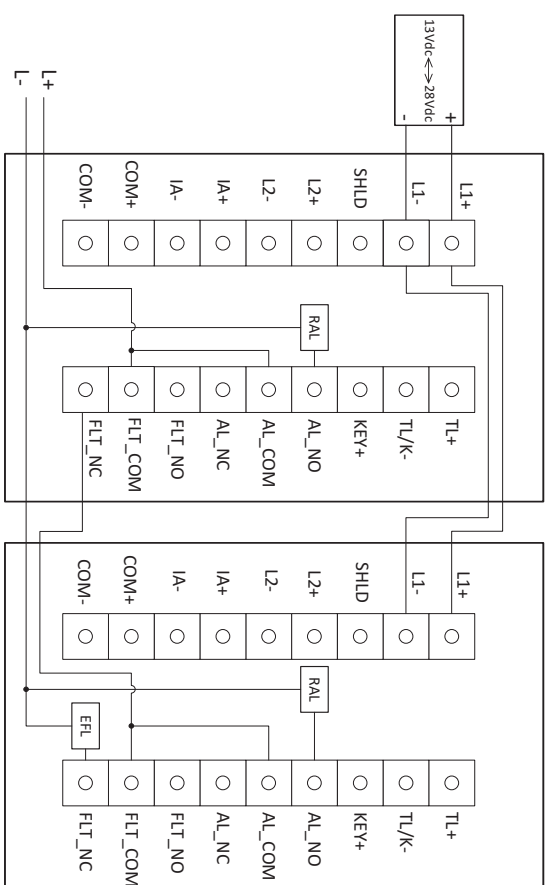 13Vdc <--> 28Vdc
+
-
L+
L-
L1+
L1-
SHLD
L2+
L2-
IA+
IA-
COM+
COM-
RAL
TL+
TL/K-
KEY+
AL_NO
AL_COM
AL_NC
FLT_NO
FLT_COM
FLT_NC
L1+
L1-
SHLD
L2+
L2-
IA+
IA-
COM+
COM-
RAL
EFL
TL+
TL/K-
KEY+
AL_NO
AL_COM
AL_NC
FLT_NO
FLT_COM
FLT_NC